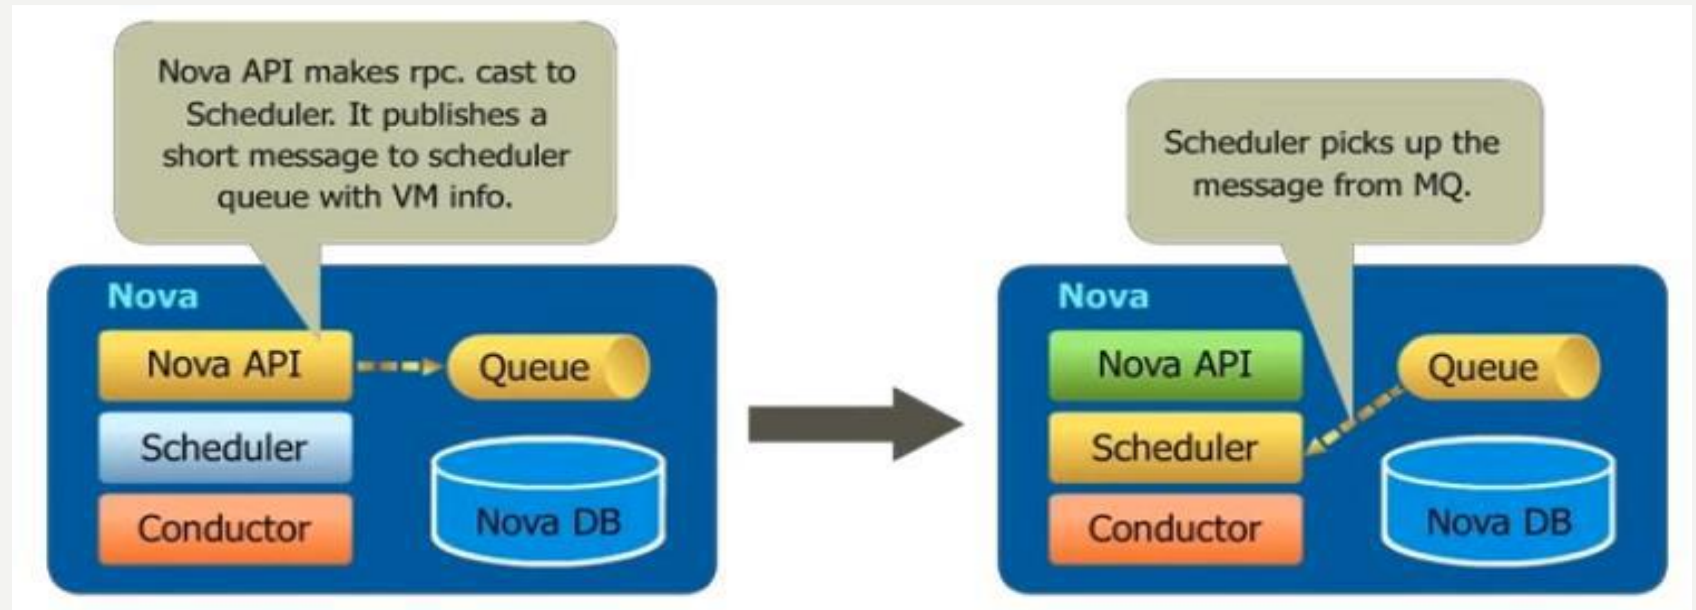 Nova API makes rpc. cast to
Scheduler. It publishes a
short message to scheduler
queue with VM info.
Nova
Nova API
Queue
Scheduler
Conductor
Nova DB
Scheduler picks up the
message from MQ.
Nova
Nova API
Queue
Scheduler
Conductor
Nova DB